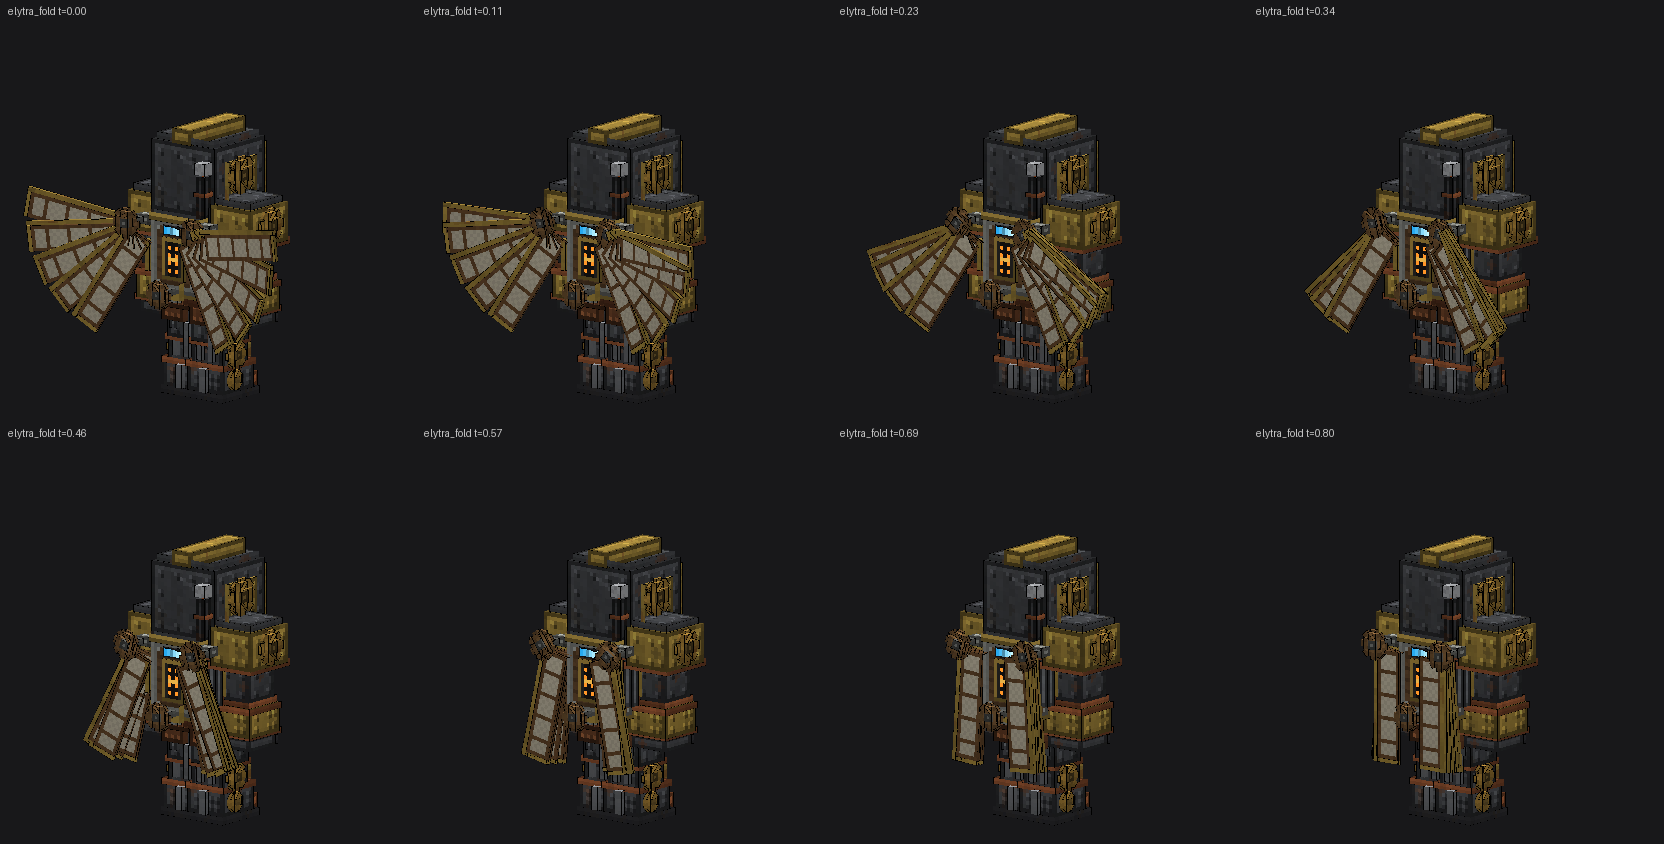 elytra_fold t=0.00
elytra_fold t=0.11
elytra_fold t=0.23
elytra_fold t=0.34
elytra_fold t=0.46
elytra_fold t=0.57
elytra_fold t=0.69
elytra_fold t=0.80